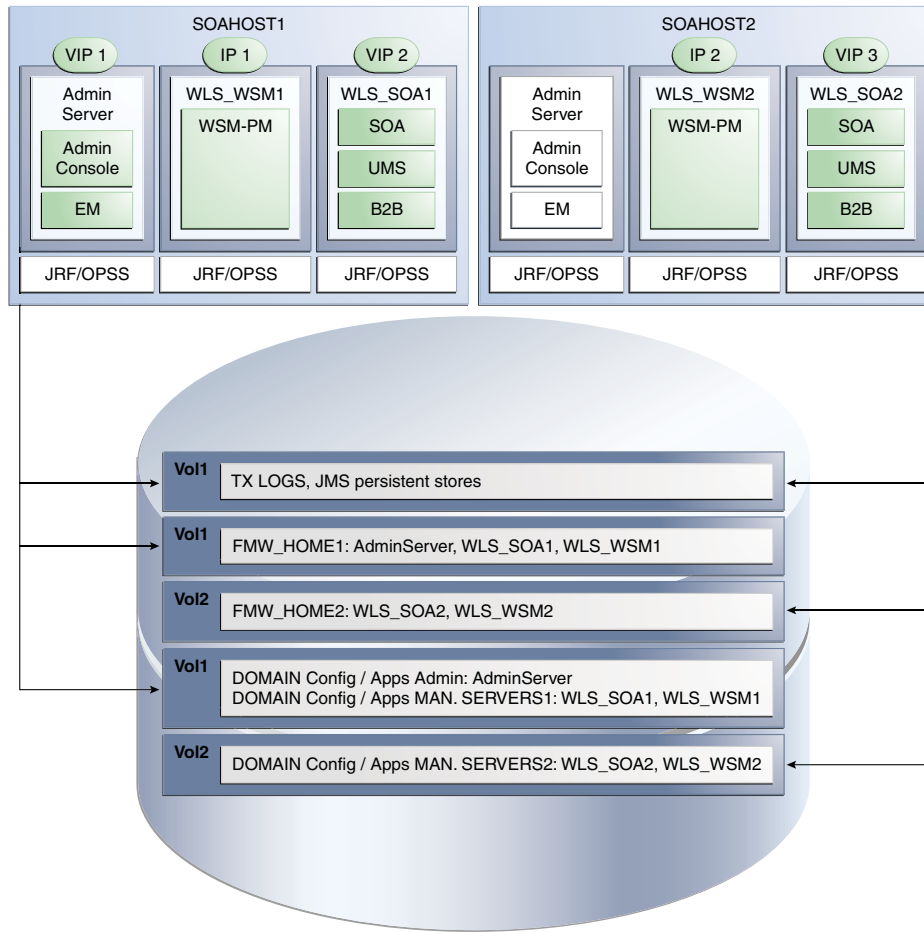 SOAHOST1
VIP 1
IP 1
VIP 2
Admin
Server
Admin
Console
EM
WLS_WSM1
WSM-PM
WLS_SOA1
SOA
UMS
B2B
JRF/OPSS
JRF/OPSS
JRF/OPSS
SOAHOST2
IP 2
VIP 3
Admin
Server
Admin
Console
EM
WLS_WSM2
WSM-PM
WLS_SOA2
SOA
UMS
B2B
JRF/OPSS
JRF/OPSS
JRF/OPSS
Vol1
TX LOGS, JMS persistent stores
Vol1
FMW_HOME1: AdminServer, WLS_SOA1, WLS_WSM1
Vol2
FMW_HOME2: WLS_SOA2, WLS_WSM2
Vol1
DOMAIN Config / Apps Admin: AdminServer
DOMAIN Config / Apps MAN. SERVERS1: WLS_SOA1, WLS_WSM1
Vol2
DOMAIN Config / Apps MAN. SERVERS2: WLS_SOA2, WLS_WSM2